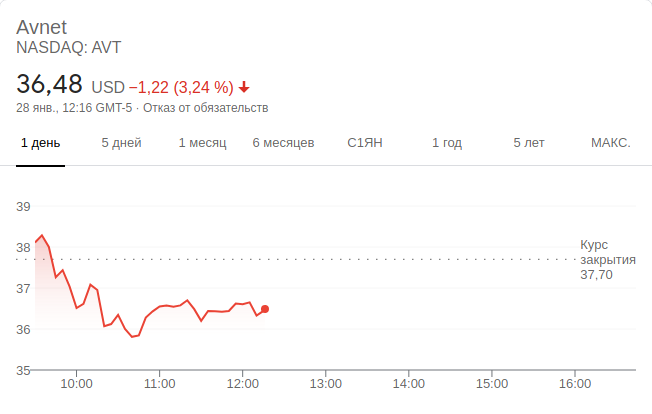 Avnet
NASDAQ: AVT
36,48 USD −1,22 (3,24 %)
28 янв., 12:16 GMT-5 · Отказ от обязательств
1 день 5 дней 1 месяц 6 месяцев С1ЯН 1 год 5 лет МАКС.
39
38
37
36
35
Курс
закрытия
37,70
10:00 11:00 12:00 13:00 14:00 15:00 16:00